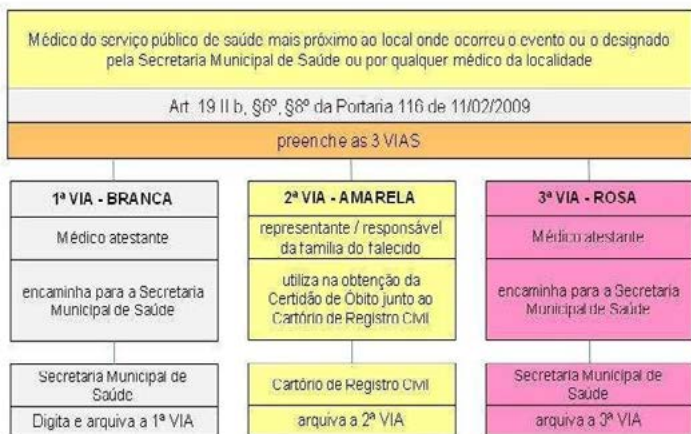 Médico do serviço público de saúde mais próximo ao local onde ocorreu o evento ou o designado
pela Secretaria Municipal de Saúde ou por qualquer médico da localidade
Art. 19 II b, §6º, §8º da Portaria 116 de 11/02/2009
preenche as 3 VIAS
1ª VIA - BRANCA
Médico atestante
encaminha para a Secretaria
Municipal de Saúde
Secretaria Municipal de
Saúde
Digita e arquiva a 1ª VIA
2ª VIA - AMARELA
representante / responsável
da família do falecido
utiliza na obtenção da
Certidão de Óbito junto ao
Cartório de Registro Civil
Cartório de Registro Civil
arquiva a 2ª VIA
3ª VIA - ROSA
Médico atestante
encaminha para a Secretaria
Municipal de Saúde
Secretaria Municipal de
Saúde
arquiva a 3ª VIA